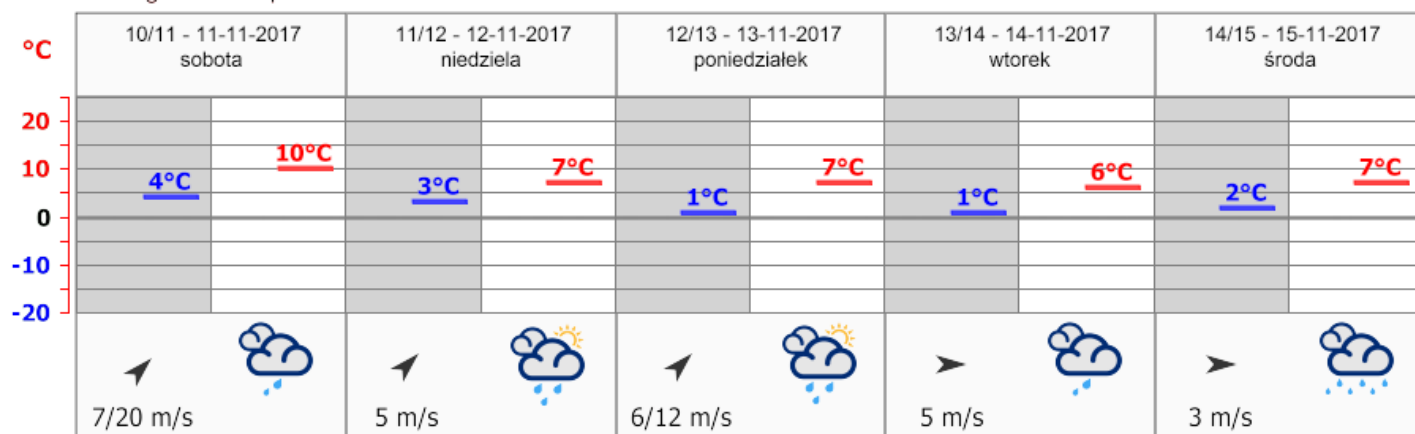 °C
10/11 - 11-11-2017
sobota
11/12 - 12-11-2017
niedziela
12/13 - 13-11-2017
poniedziałek
13/14 - 14-11-2017
wtorek
14/15 - 15-11-2017
środa
20
10
0
-10
-20
4°C
10°C
3°C
7°C
1°C
7°C
1°C
6°C
2°C
7°C
7/20 m/s
5 m/s
6/12 m/s
5 m/s
3 m/s